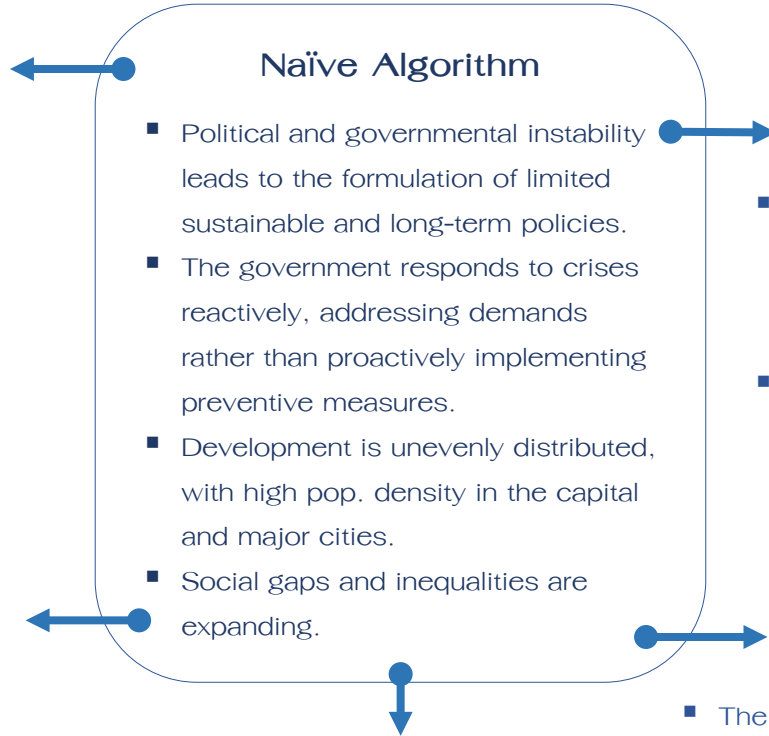 Naïve Algorithm
▪ Political and governmental instability
leads to the formulation of limited
sustainable and long-term policies.
▪ The government responds to crises
reactively, addressing demands
rather than proactively implementing
preventive measures.
▪ Development is unevenly distributed,
with high pop. density in the capital
and major cities.
▪ Social gaps and inequalities are
expanding.
▪ The